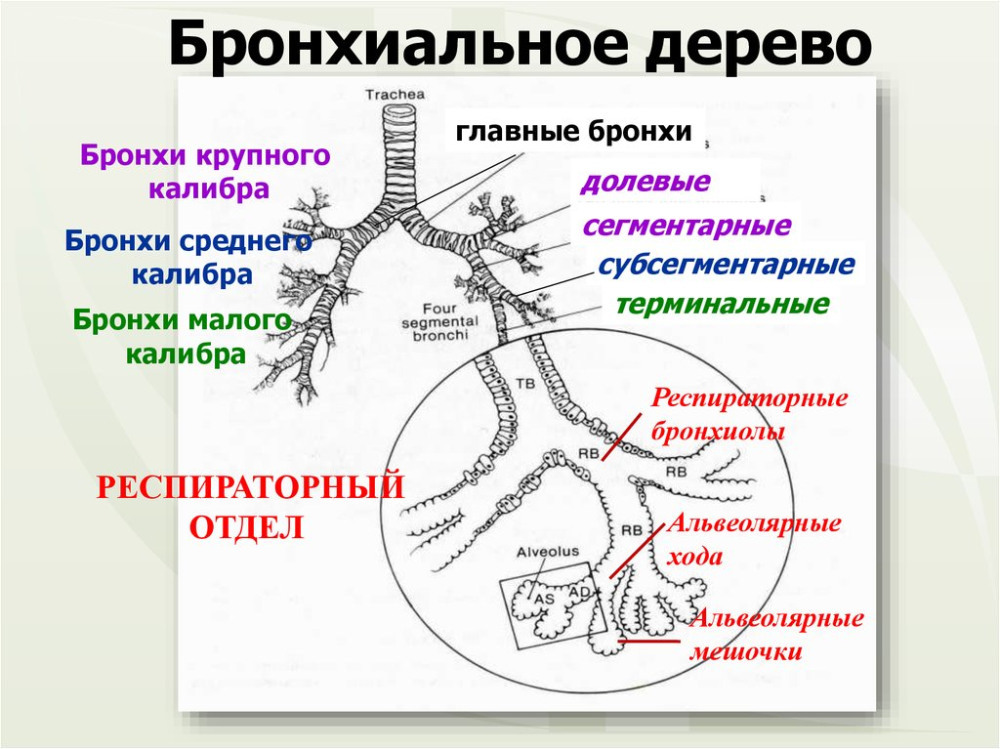 Бронхиальное дерево
Trachea
главные бронхи
Бронхи крупного
калибра
долевые
сегментарные
Бронхи среднего
калибра
субсегментарные
терминальные
Бронхи малого
калибра
Four
segmental
bronchi
TB
Респираторные
бронхиолы
RB
RB
РЕСПИРАТОРНЫЙ
ОТДЕЛ
RB
Альвеолярные
хода
Alveolus
AS
AD
Альвеолярные
мешочки